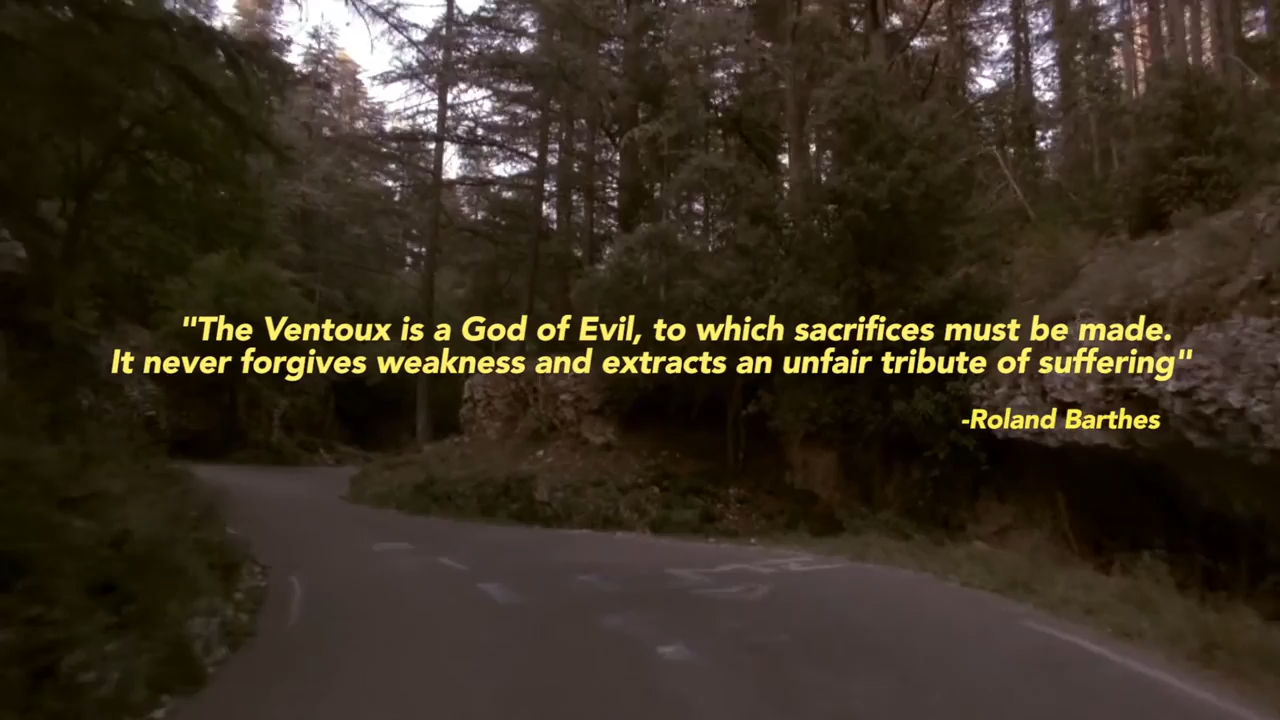 "The Ventoux is a God of Evil, to which sacrifices must be made.
It never forgives weakness and extracts an unfair tribute of suffering"
-Roland Barthes